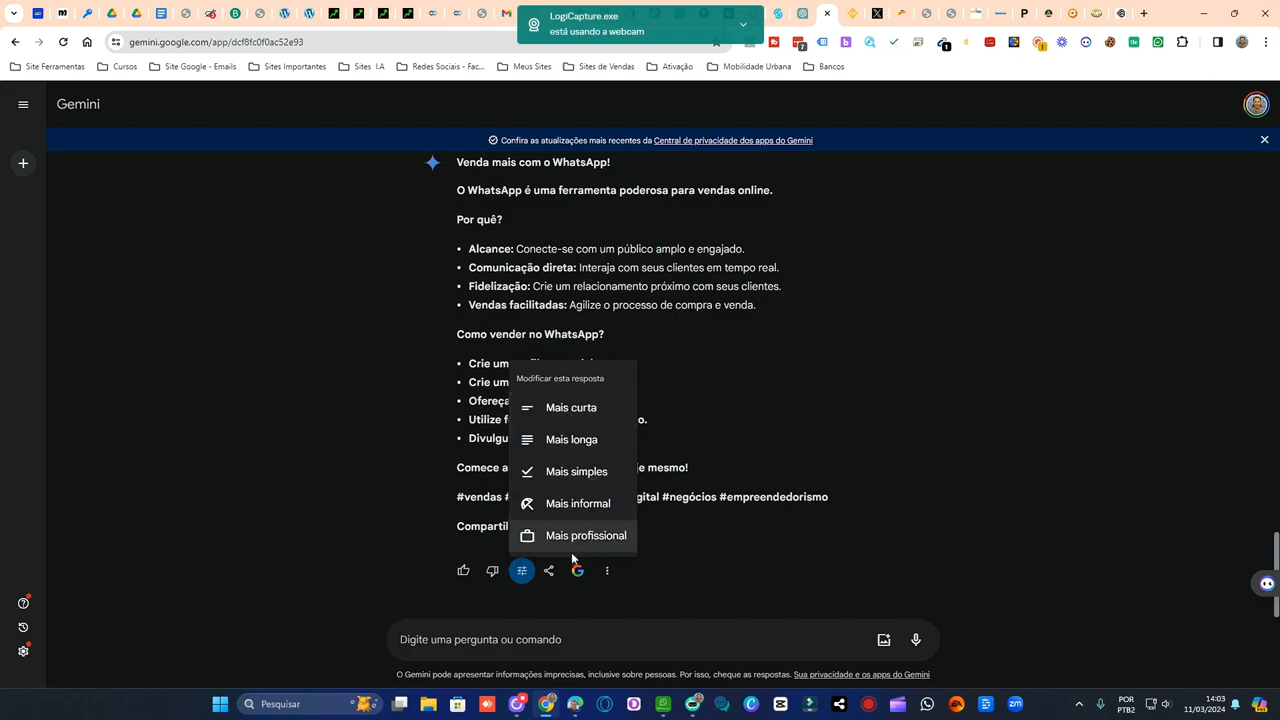 LogiCapture.exe
está usando a webcam
gemini.google.com/app/dcf8fc0f0ac52e93
Site Ferramentas
Cursos
Site Google - Emails
Sites Importantes
Sites I.A
Redes Sociais - Fac...
Meus Sites
Sites de Vendas
Ativação
Mobilidade Urbana
Bancos
Gemini
Confira as atualizações mais recentes da Central de privacidade dos apps do Gemini
Venda mais com o WhatsApp!
O WhatsApp é uma ferramenta poderosa para vendas online.
Por quê?
• Alcance: Conecte-se com um público amplo e engajado.
• Comunicação direta: Interaja com seus clientes em tempo real.
• Fidelização: Crie um relacionamento próximo com seus clientes.
• Vendas facilitadas: Agilize o processo de compra e venda.
Como vender no WhatsApp?
• Crie um
• Crie um
• Ofereça
• Utilize f o.
• Divulgu
Comece a e mesmo!
#vendas # gital #negócios #empreendedorismo
Compartil
Modificar esta resposta
Mais curta
Mais longa
Mais simples
Mais informal
Mais profissional
Digite uma pergunta ou comando
O Gemini pode apresentar informações imprecisas, inclusive sobre pessoas. Por isso, cheque as respostas. Sua privacidade e os apps do Gemini
Pesquisar
POR
PTB2
11/03/2024